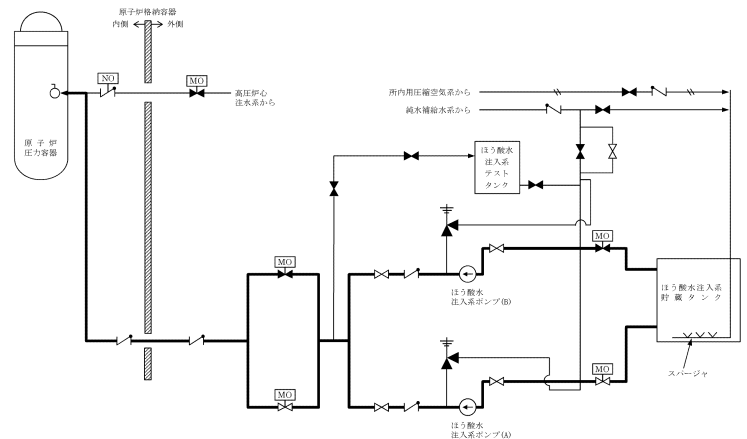 原子炉格納容器
内側 外側
NO
MO
高圧炉心
注水系から
原子炉
圧力容器
所内用圧縮空気系から
純水補給水系から
ほう酸水
注入系
テスト
タンク
MO
MO
ほう酸水
注入系ポンプ(B)
ほう酸水注入系
貯蔵タンク
スパージャ
MO
MO
ほう酸水
注入系ポンプ(A)